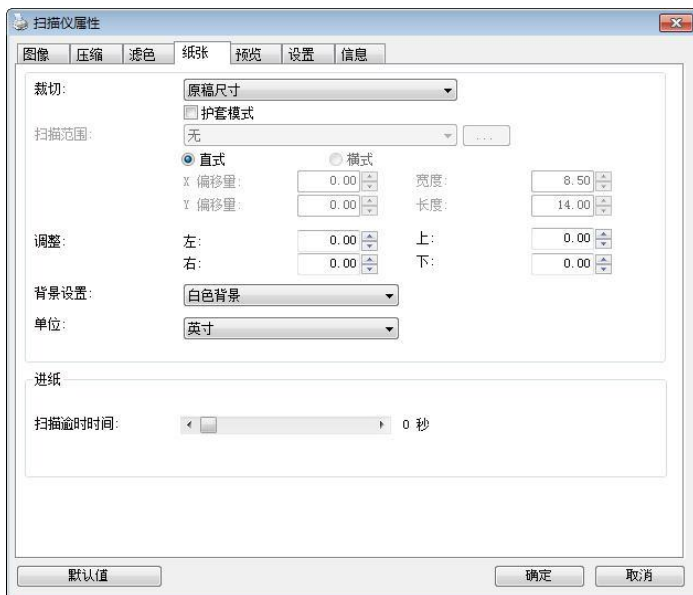 扫描仪属性
图像 压缩 滤色 纸张 预览 设置 信息
裁切: 原稿尺寸
护套模式
扫描范围: 无 ...
直式 横式
X 偏移量: 0.00 宽度: 8.50
Y 偏移量: 0.00 长度: 14.00
调整: 左: 0.00 上: 0.00
右: 0.00 下: 0.00
背景设置: 白色背景
单位: 英寸
进纸
扫描逾时时间: 0 秒
默认值 确定 取消